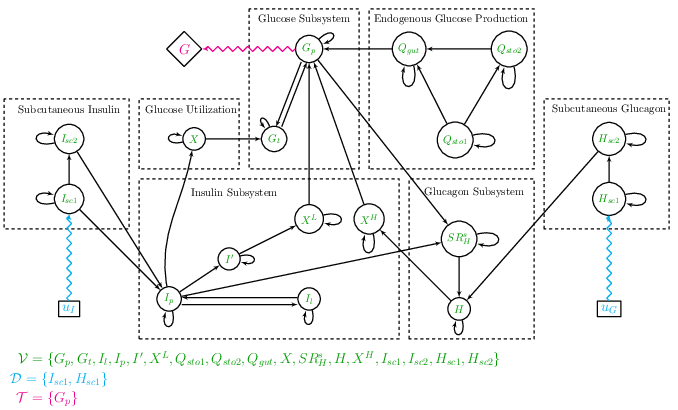 Glucose Subsystem
Endogenous Glucose Production
G
G_p
Q_{gut}
Q_{sto2}
Subcutaneous Insulin
Glucose Utilization
Subcutaneous Glucagon
I_{sc2}
X
G_t
Q_{sto1}
H_{sc2}
Insulin Subsystem
Glucagon Subsystem
I_{sc1}
X^L
X^H
H_{sc1}
SR_H^s
I'
u_I
I_p
I_l
H
u_G
𝒱 = {G_p, G_t, I_l, I_p, I', X^L, Q_{sto1}, Q_{sto2}, Q_{gut}, X, SR_H^s, H, X^H, I_{sc1}, I_{sc2}, H_{sc1}, H_{sc2}}
𝒟 = {I_{sc1}, H_{sc1}}
𝒯 = {G_p}